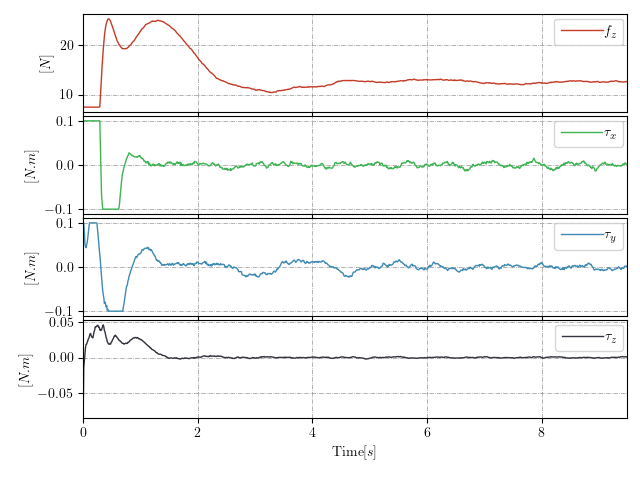 [N]
20
10
f_z
[N.m]
0.1
0.0
−0.1
τ_x
[N.m]
0.1
0.0
−0.1
τ_y
[N.m]
0.05
0.00
−0.05
τ_z
0 2 4 6 8
Time[s]